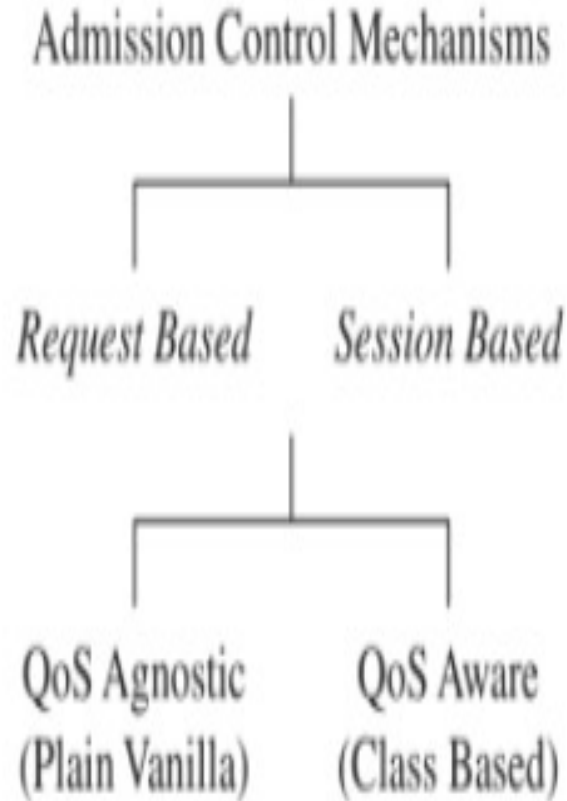 Admission Control Mechanisms
Request Based
Session Based
QoS Agnostic
(Plain Vanilla)
QoS Aware
(Class Based)